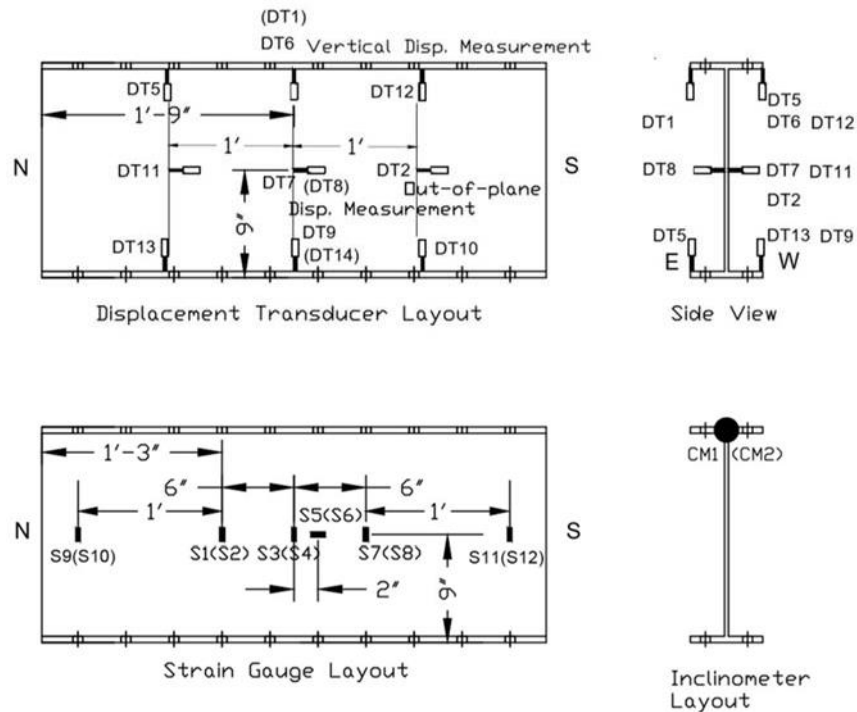 (DT1)
DT6 Vertical Disp. Measurement
DT5 DT12
1'-9"
1' 1'
N DT11 DT7 (DT8) DT2 S
Out-of-plane
Disp. Measurement
9"
DT13 DT9 DT10
(DT14)
Displacement Transducer Layout
DT5
DT1 DT6 DT12
DT8 DT7 DT11
DT2
DT5 DT13 DT9
E W
Side View
1'-3"
6" 6"
1' 1'
S5(S6)
N S
S9(S10) S1(S2) S3(S4) S7(S8) S11(S12)
2"
9"
Strain Gauge Layout
CM1 (CM2)
Inclinometer
Layout